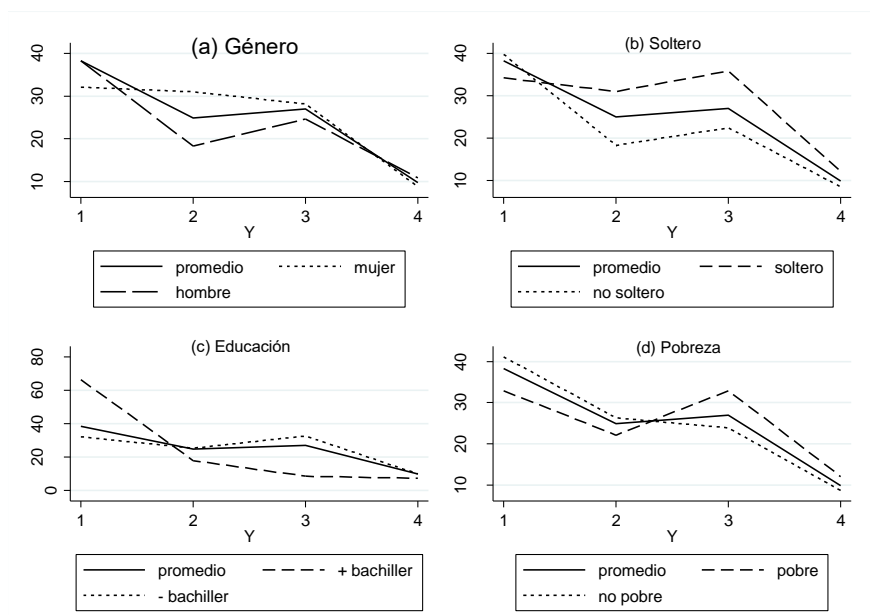 (a) Género
40
30
20
10
1 2 3 4
Y
promedio mujer
hombre
(b) Soltero
40
30
20
10
1 2 3 4
Y
promedio soltero
no soltero
(c) Educación
80
60
40
20
0
1 2 3 4
Y
promedio + bachiller
- bachiller
(d) Pobreza
40
30
20
10
1 2 3 4
Y
promedio pobre
no pobre